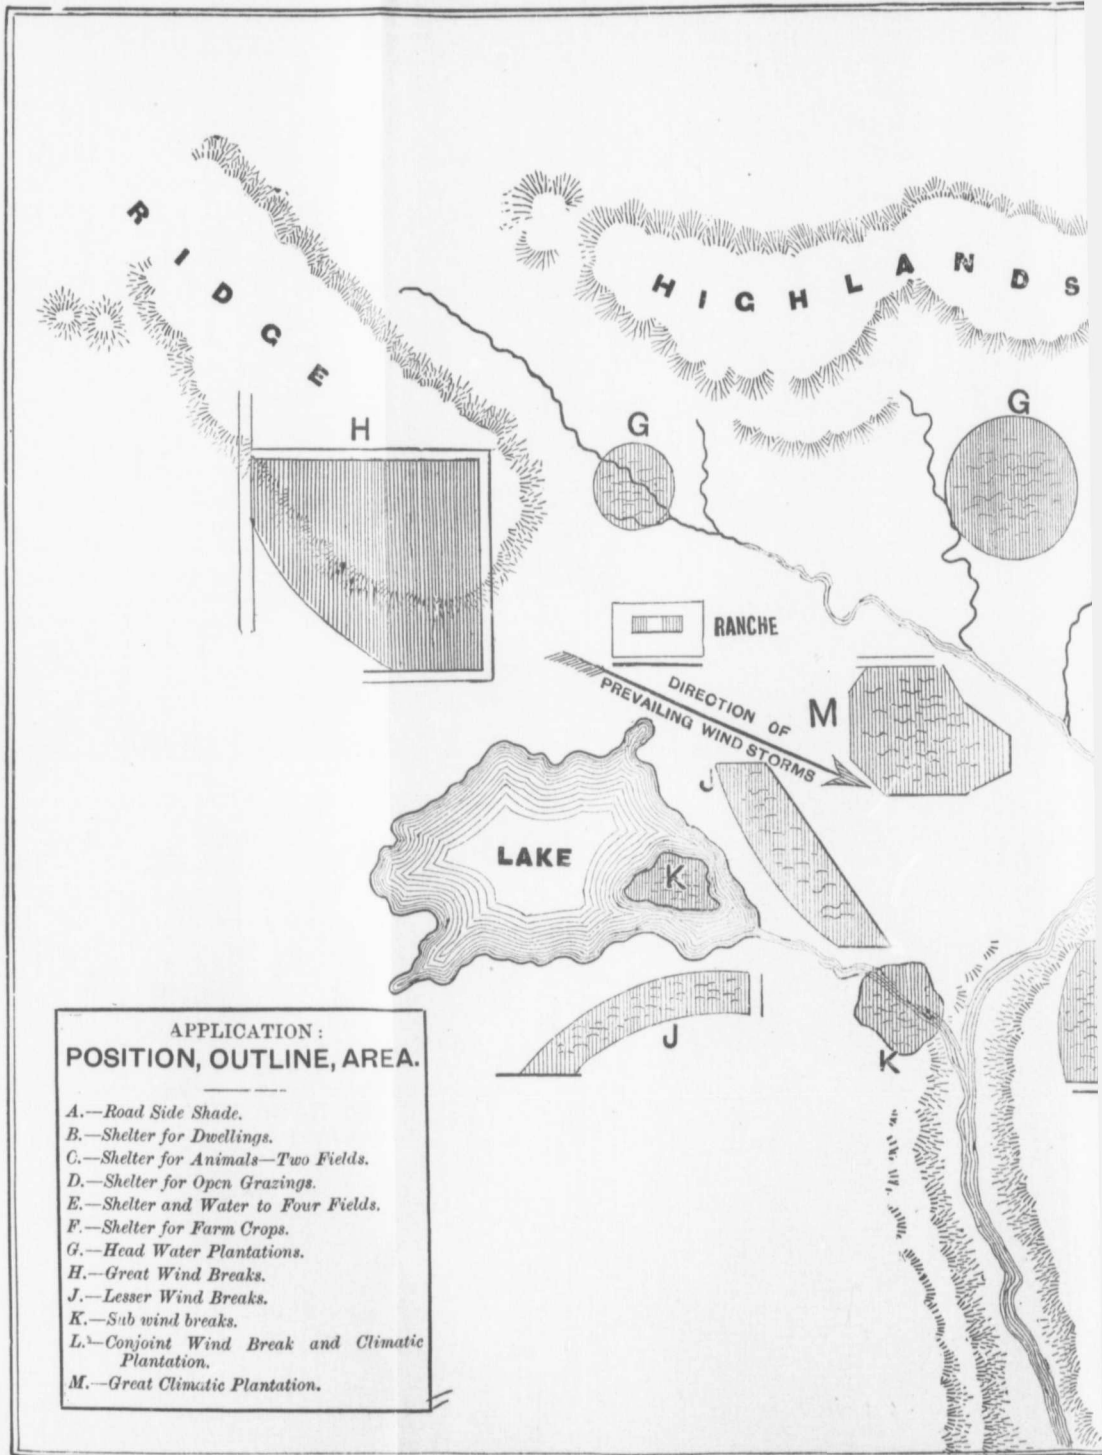 RIDGE
HIGHLANDS
H
G
G
RANCHE
DIRECTION OF
PREVAILING WIND STORMS
M
J
LAKE
K
J
K
APPLICATION:
POSITION, OUTLINE, AREA.
A.—Road Side Shade.
B.—Shelter for Dwellings.
C.—Shelter for Animals—Two Fields.
D.—Shelter for Open Grazings.
E.—Shelter and Water to Four Fields.
F.—Shelter for Farm Crops.
G.—Head Water Plantations.
H.—Great Wind Breaks.
J.—Lesser Wind Breaks.
K.—Sub wind breaks.
L.—Conjoint Wind Break and Climatic
Plantation.
M.—Great Climatic Plantation.